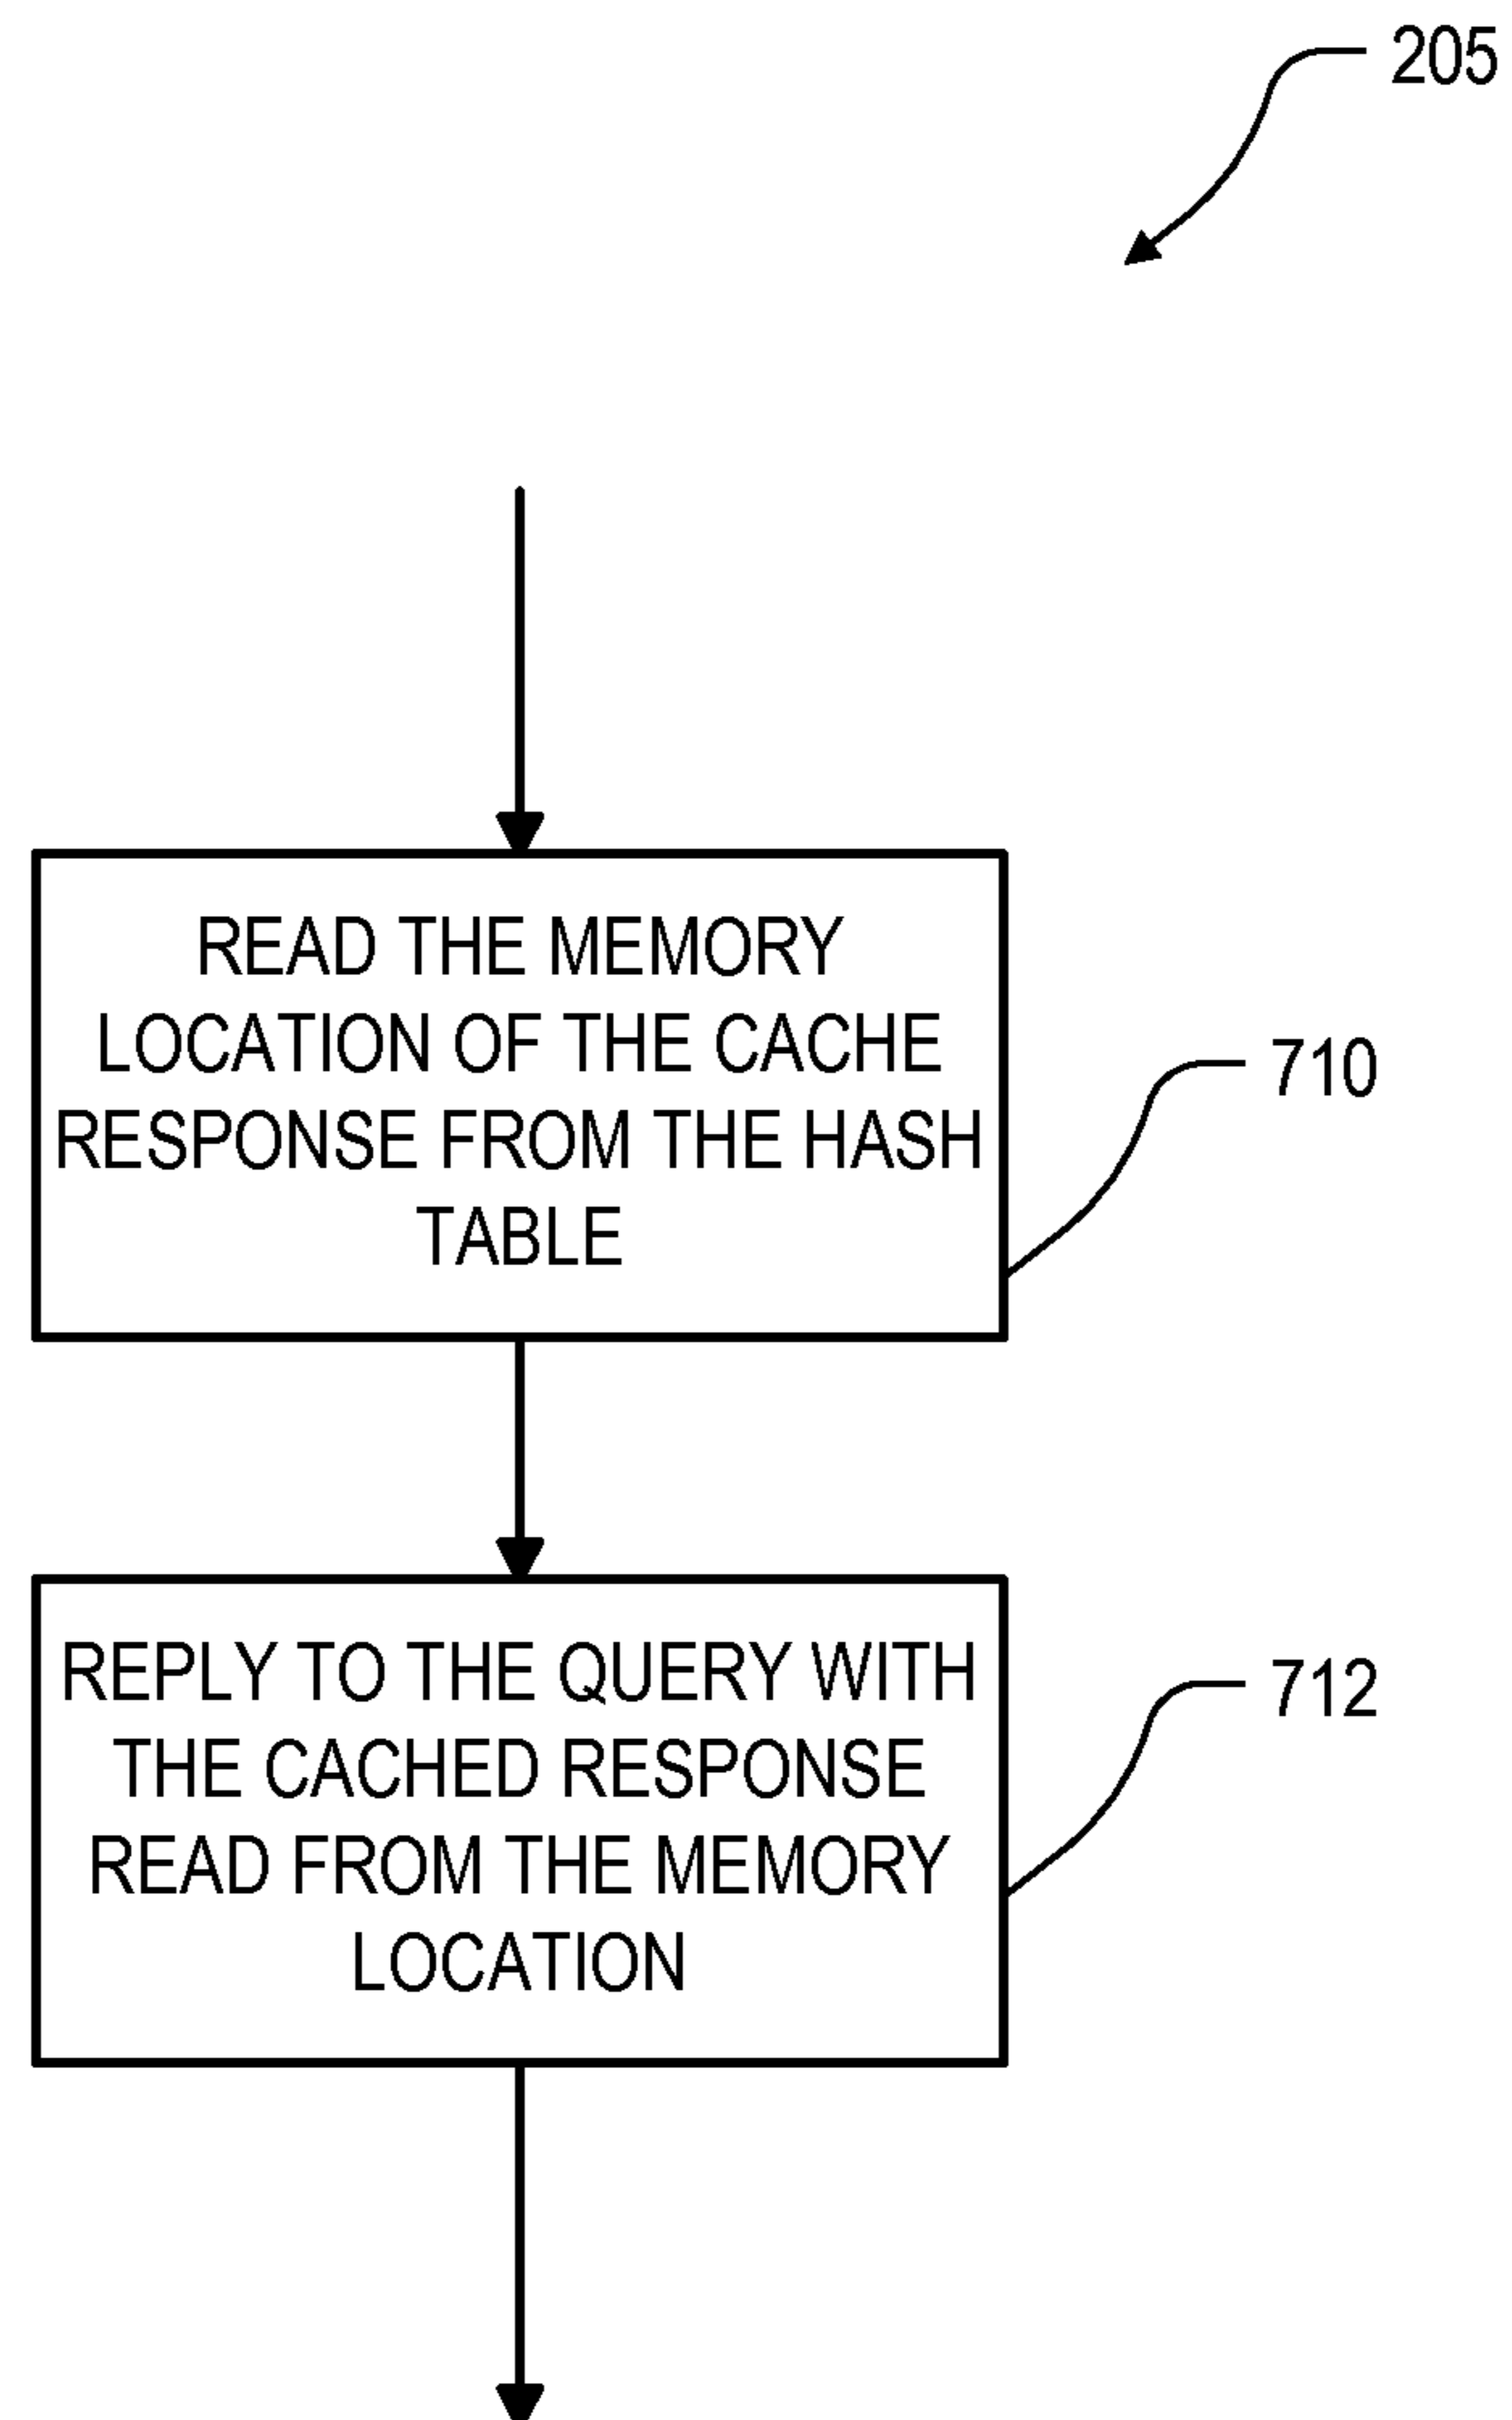 205
READ THE MEMORY
LOCATION OF THE CACHE
RESPONSE FROM THE HASH
TABLE
710
REPLY TO THE QUERY WITH
THE CACHED RESPONSE
READ FROM THE MEMORY
LOCATION
712